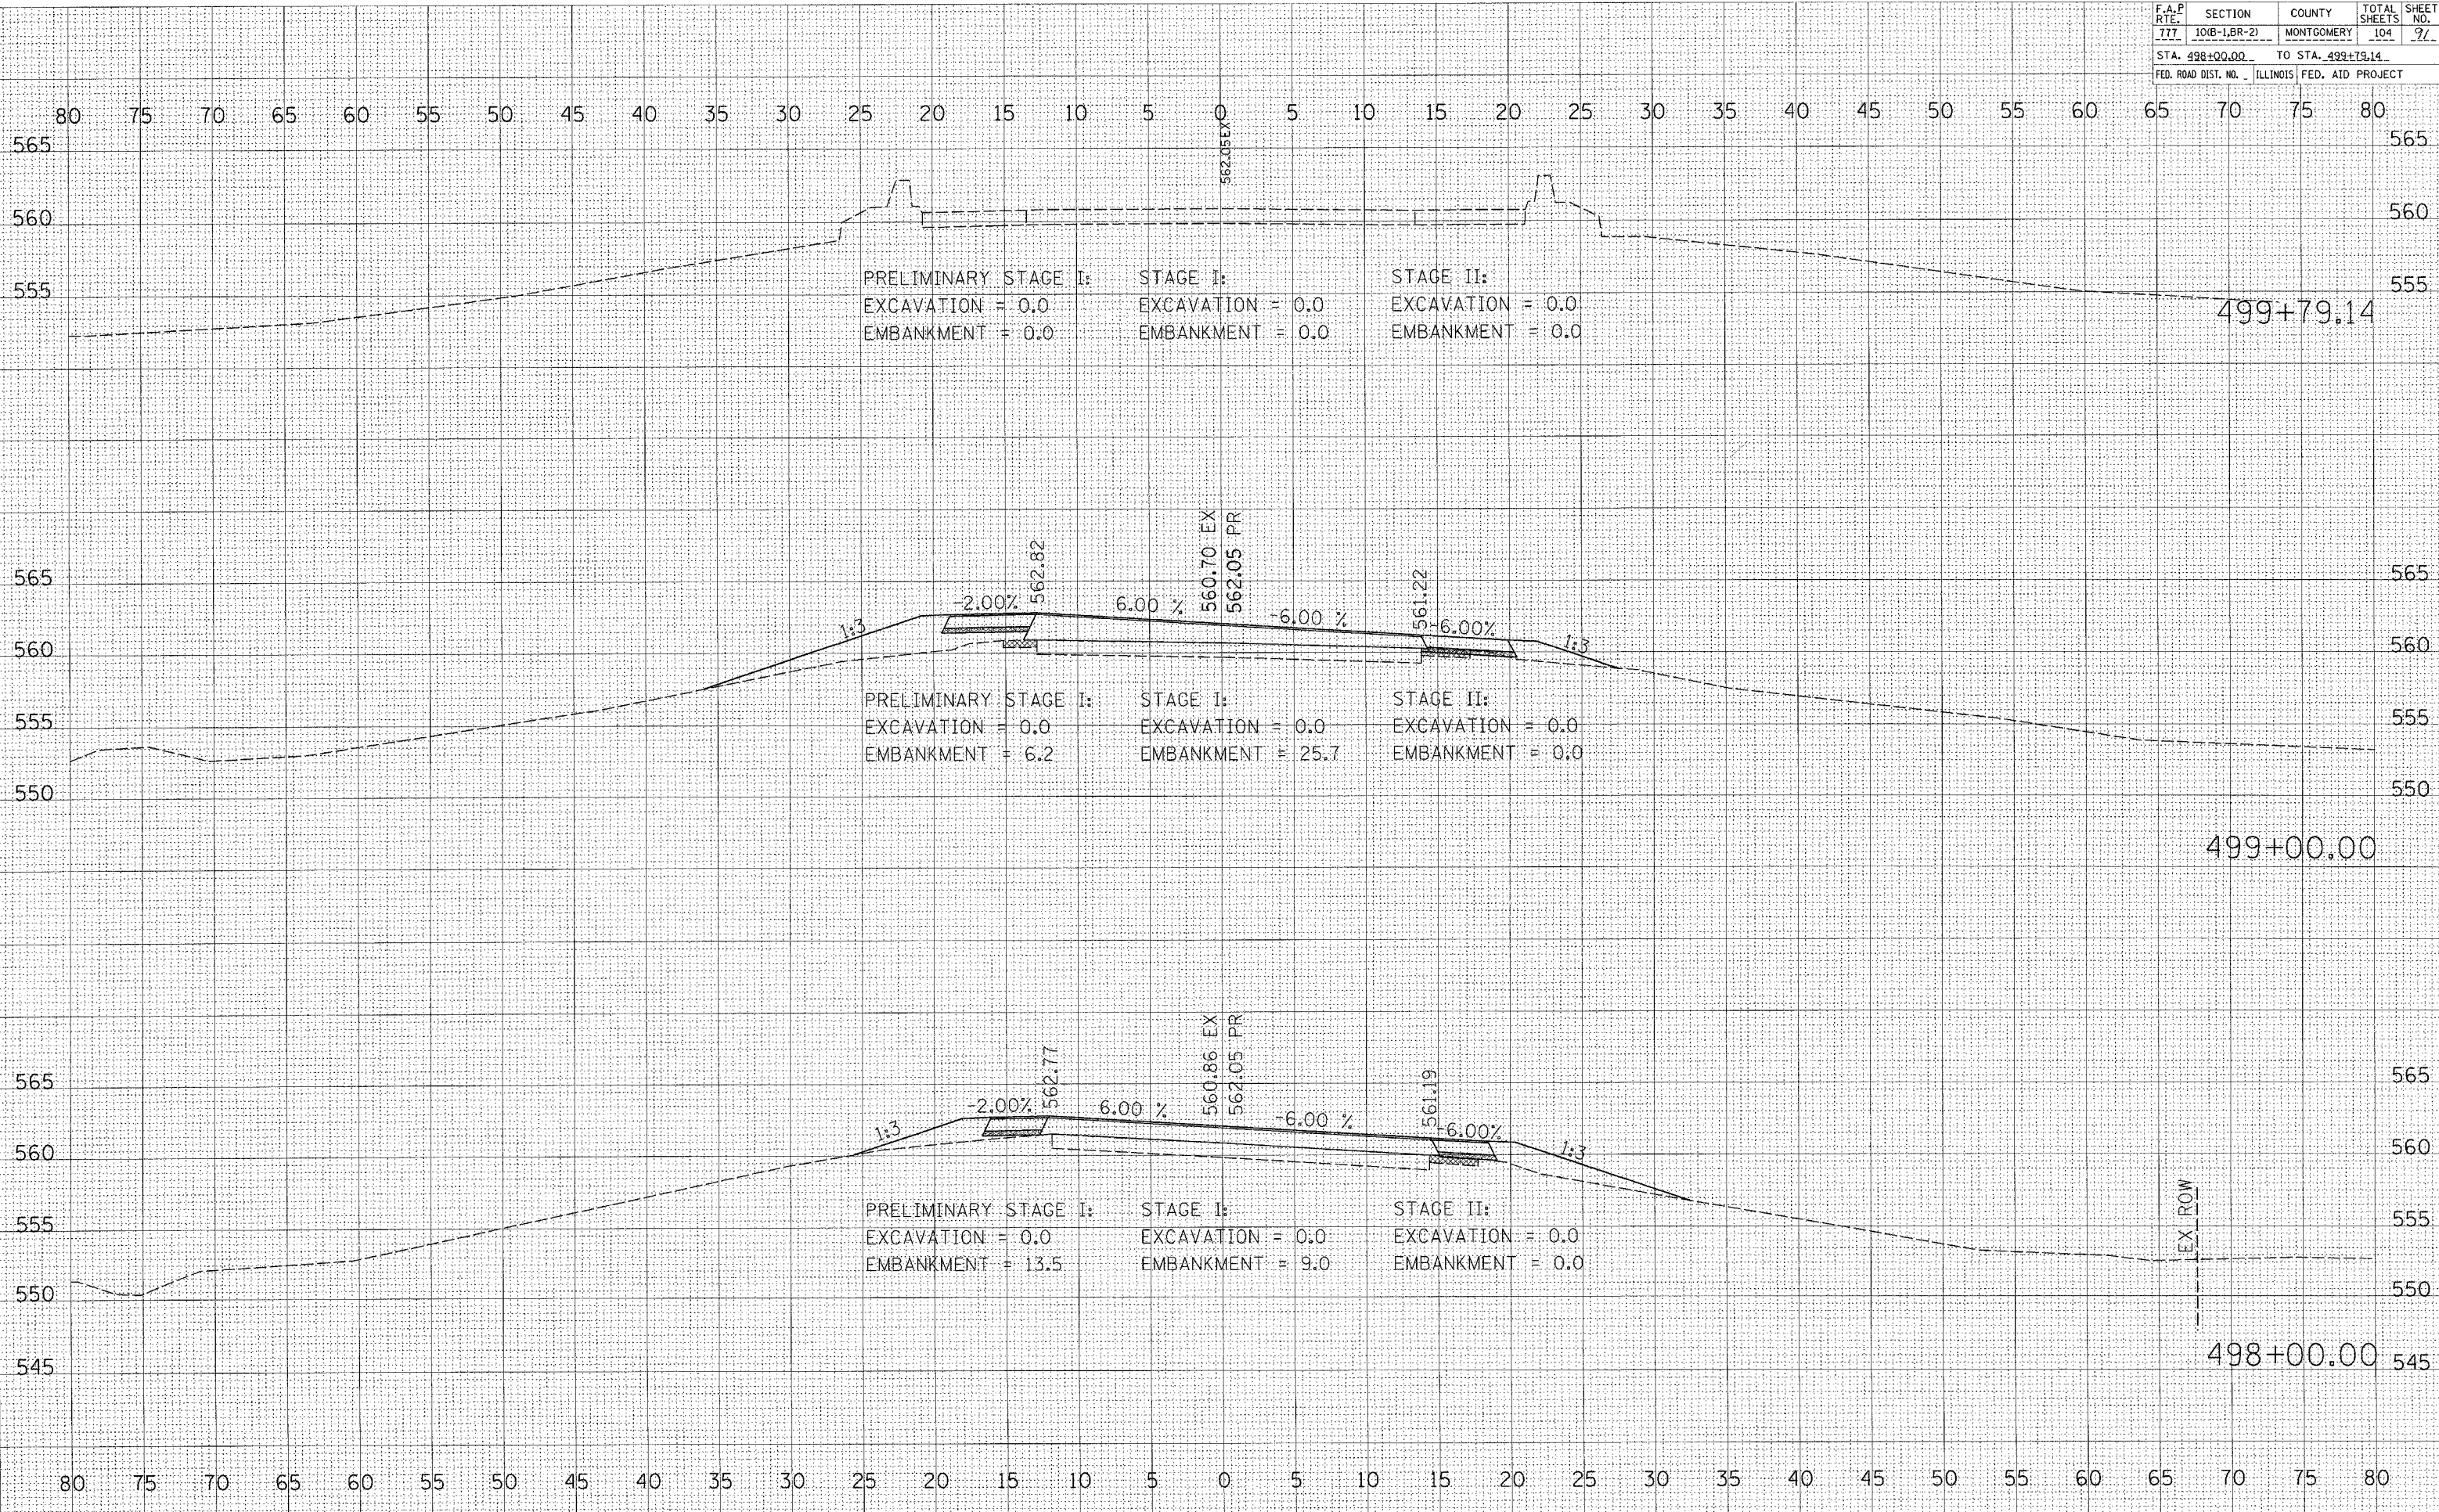 F.A.P. RTE. SECTION COUNTY TOTAL SHEETS SHEET NO.
777 10(B-1,BR-2) MONTGOMERY 104 91
STA. 498+00.00 TO STA. 499+79.14
FED. ROAD DIST. NO. _ ILLINOIS FED. AID PROJECT
80 75 70 65 60 55 50 45 40 35 30 25 20 15 10 5 0 5 10 15 20 25 30 35 40 45 50 55 60 65 70 75 80
562.05 EX
565 565
560 560
555 555
PRELIMINARY STAGE I: STAGE I: STAGE II:
EXCAVATION = 0.0 EXCAVATION = 0.0 EXCAVATION = 0.0
EMBANKMENT = 0.0 EMBANKMENT = 0.0 EMBANKMENT = 0.0
499+79.14
562.82
560.70 EX
562.05 PR
561.22
565 565
-2.00% 6.00 % -6.00 % -6.00%
1:3 1:3
560 560
PRELIMINARY STAGE I: STAGE I: STAGE II:
EXCAVATION = 0.0 EXCAVATION = 0.0 EXCAVATION = 0.0
EMBANKMENT = 6.2 EMBANKMENT = 25.7 EMBANKMENT = 0.0
555 555
550 550
499+00.00
562.77
560.86 EX
562.05 PR
561.19
565 565
-2.00% 6.00 % -6.00 % -6.00%
1:3 1:3
560 560
PRELIMINARY STAGE I: STAGE I: STAGE II:
EXCAVATION = 0.0 EXCAVATION = 0.0 EXCAVATION = 0.0
EMBANKMENT = 13.5 EMBANKMENT = 9.0 EMBANKMENT = 0.0
EX ROW
555 555
550 550
498+00.00
545 545
80 75 70 65 60 55 50 45 40 35 30 25 20 15 10 5 0 5 10 15 20 25 30 35 40 45 50 55 60 65 70 75 80